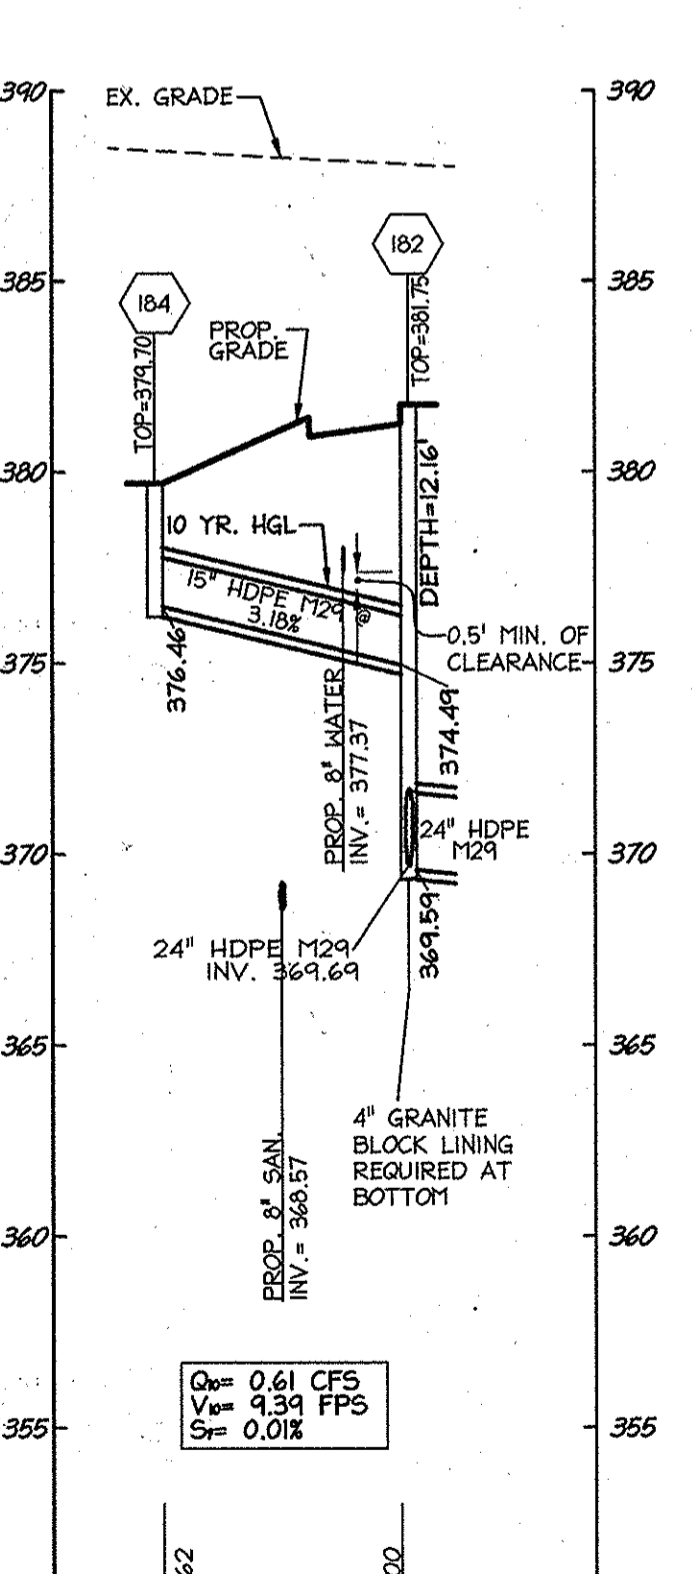 390
390
EX. GRADE
182
385
385
184
TOP=381.75
PROP.
GRADE
TOP=379.70
380
380
DEPTH=12.16'
10 YR. HGL
15" HDPE M29
3.18%
@
0.5' MIN. OF
CLEARANCE
375
375
376.46
374.49
PROP. 8" WATER
INV.= 377.37
24" HDPE
M29
370
370
369.59
24" HDPE M29
INV. 369.69
365
365
4" GRANITE
BLOCK LINING
REQUIRED AT
BOTTOM
PROP. 8" SAN.
INV.= 368.57
360
360
Q10= 0.61 CFS
V10= 9.39 FPS
Sf= 0.01%
355
355
62
00